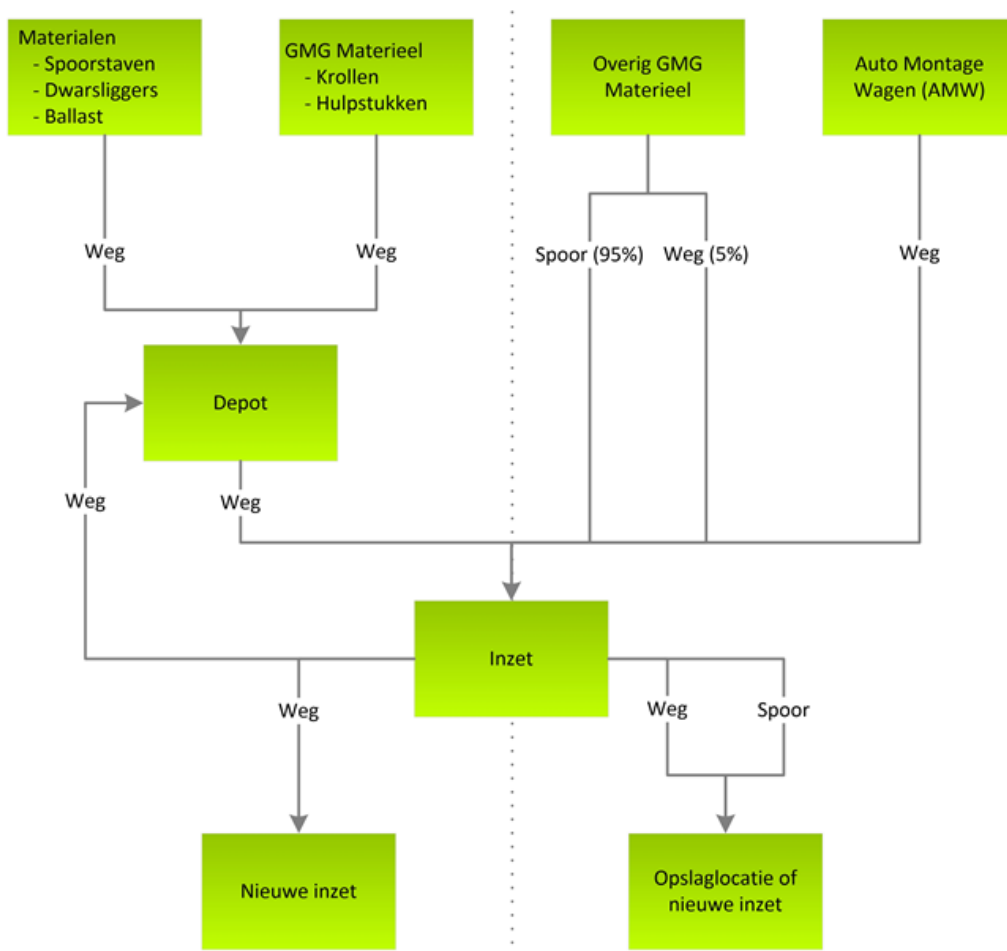 Materialen
- Spoorstaven
- Dwarsliggers
- Ballast
GMG Materieel
- Krollen
- Hulpstukken
Overig GMG
Materieel
Auto Montage
Wagen (AMW)
Weg
Weg
Spoor (95%)
Weg (5%)
Weg
Depot
Weg
Weg
Inzet
Weg
Weg
Spoor
Nieuwe inzet
Opslaglocatie of
nieuwe inzet